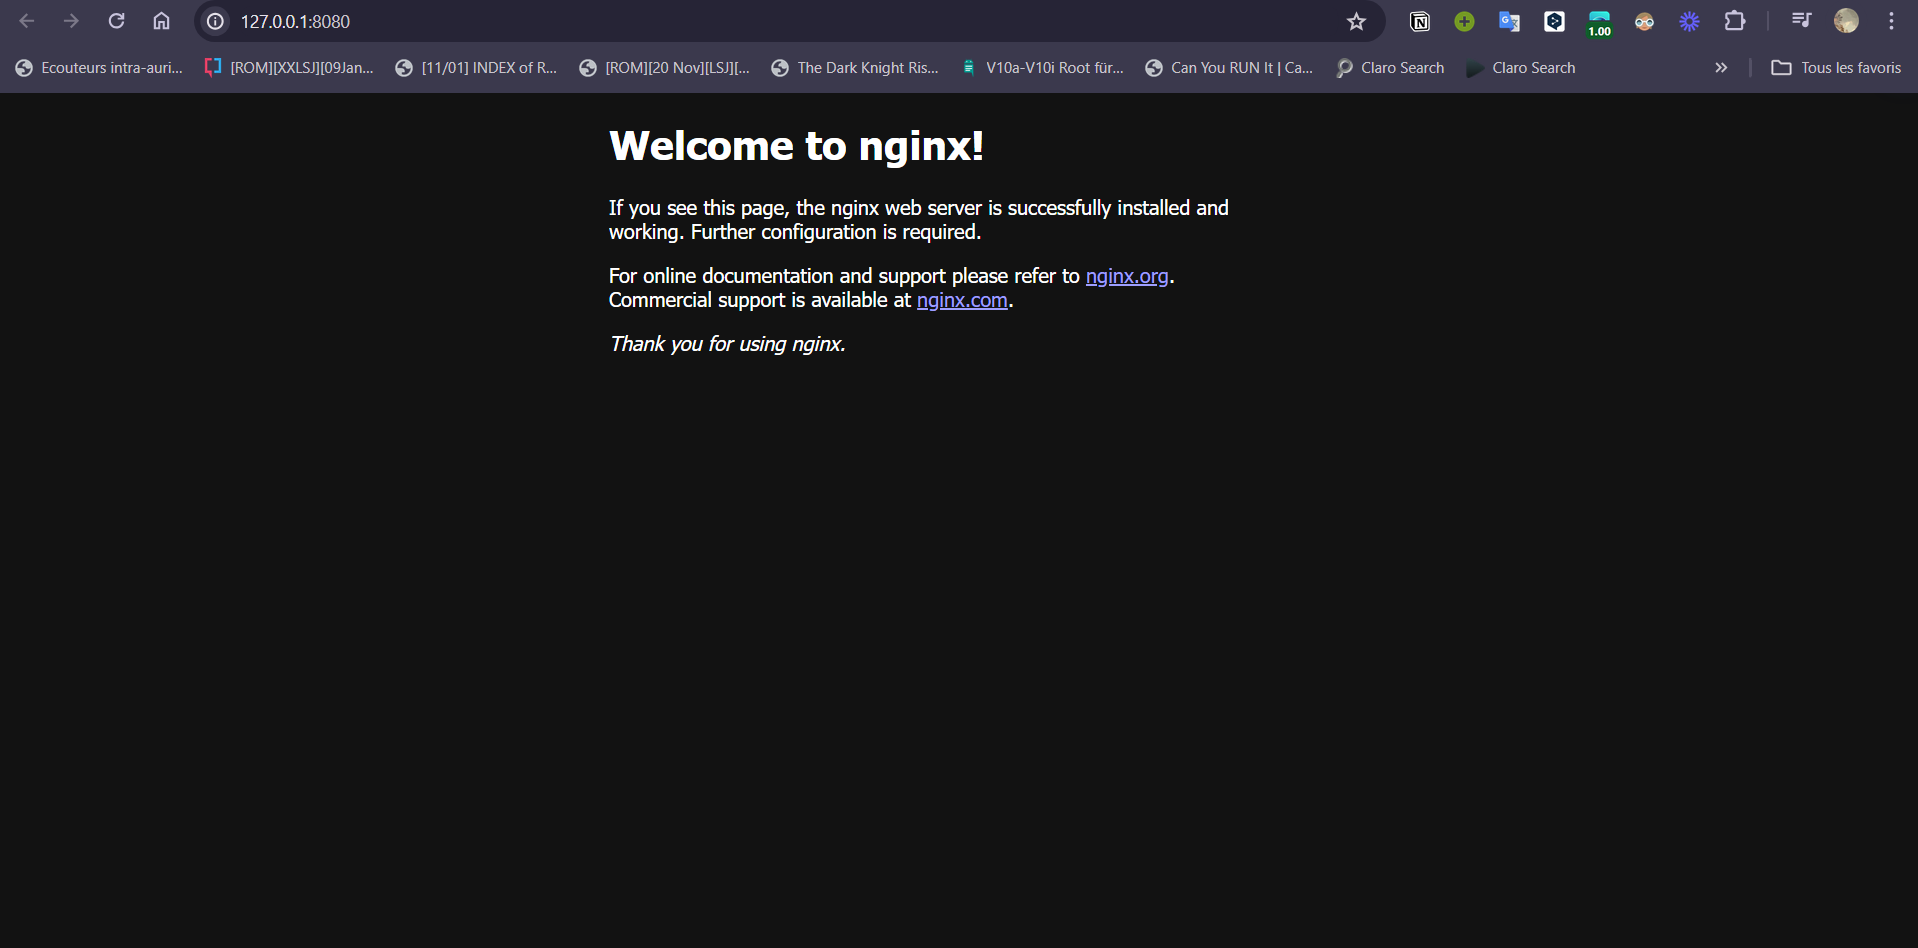 127.0.0.1:8080
1.00
Ecouteurs intra-auri... [ROM][XXLSJ][09Jan... [11/01] INDEX of R... [ROM][20 Nov][LSJ][... The Dark Knight Ris... V10a-V10i Root für... Can You RUN It | Ca... Claro Search Claro Search » Tous les favoris
Welcome to nginx!
If you see this page, the nginx web server is successfully installed and
working. Further configuration is required.
For online documentation and support please refer to nginx.org.
Commercial support is available at nginx.com.
Thank you for using nginx.